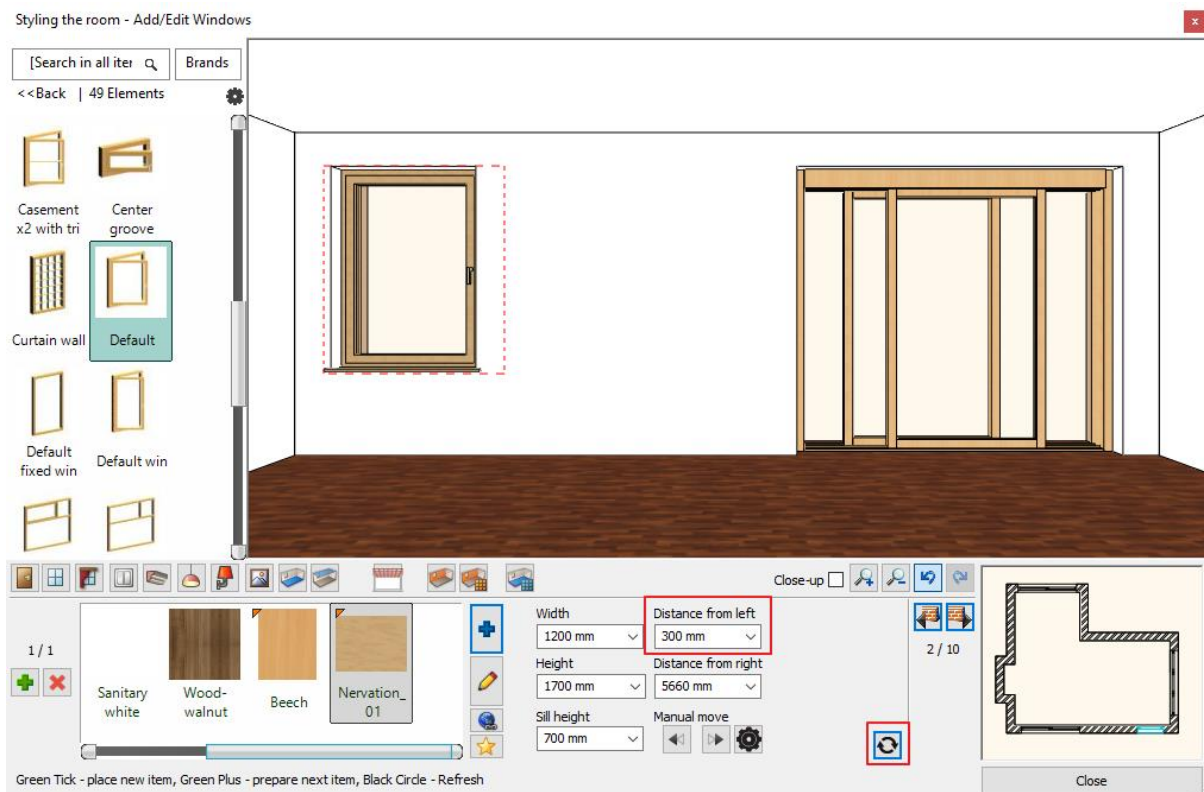 Styling the room - Add/Edit Windows
x
[Search in all iter
Brands
<<Back | 49 Elements
Casement
x2 with tri
Center
groove
Curtain wall
Default
Default
fixed win
Default win
Close-up
1 / 1
Sanitary
white
Wood-
walnut
Beech
Nervation_
01
Width
1200 mm
Height
1700 mm
Sill height
700 mm
Distance from left
300 mm
Distance from right
5660 mm
Manual move
2 / 10
Green Tick - place new item, Green Plus - prepare next item, Black Circle - Refresh
Close